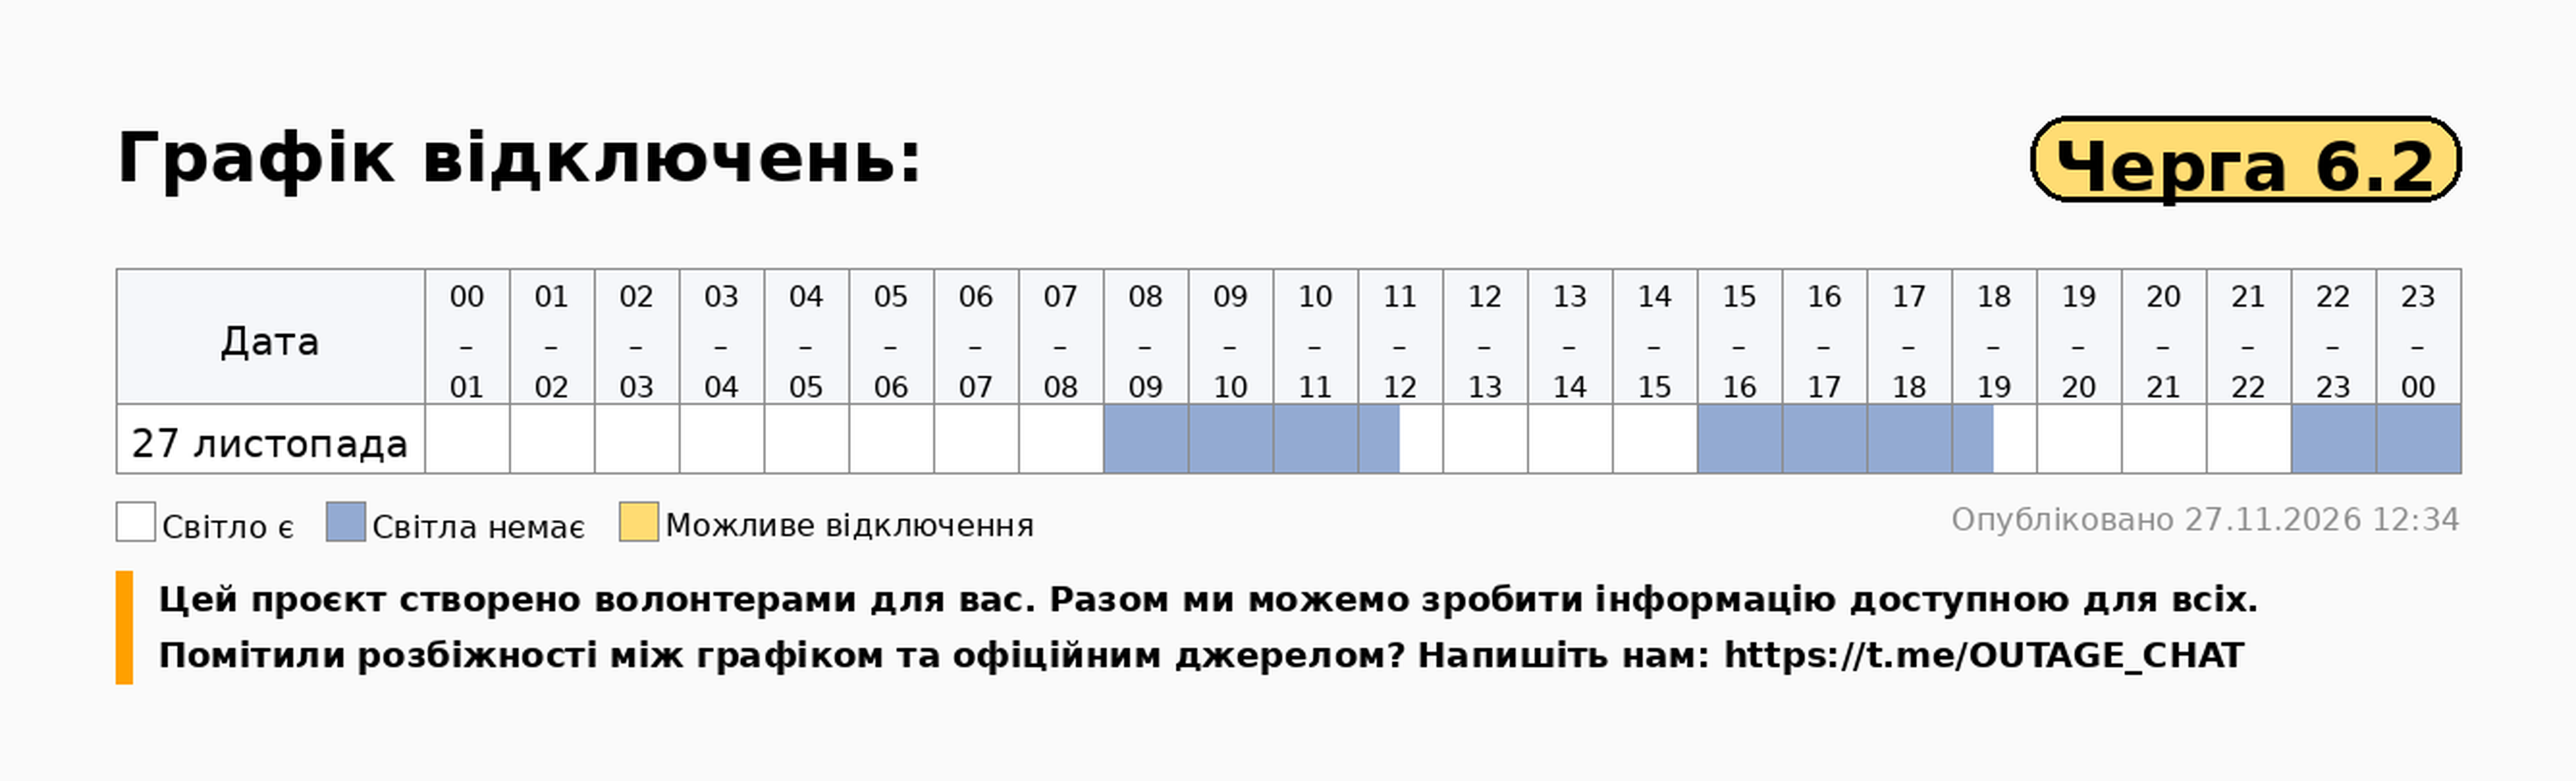 Графік відключень:
Черга 6.2
Дата 00 – 01 01 – 02 02 – 03 03 – 04 04 – 05 05 – 06 06 – 07 07 – 08 08 – 09 09 – 10 10 – 11 11 – 12 12 – 13 13 – 14 14 – 15 15 – 16 16 – 17 17 – 18 18 – 19 19 – 20 20 – 21 21 – 22 22 – 23 23 – 00
27 листопада
Світло є Світла немає Можливе відключення
Опубліковано 27.11.2026 12:34
Цей проєкт створено волонтерами для вас. Разом ми можемо зробити інформацію доступною для всіх.
Помітили розбіжності між графіком та офіційним джерелом? Напишіть нам: https://t.me/OUTAGE_CHAT